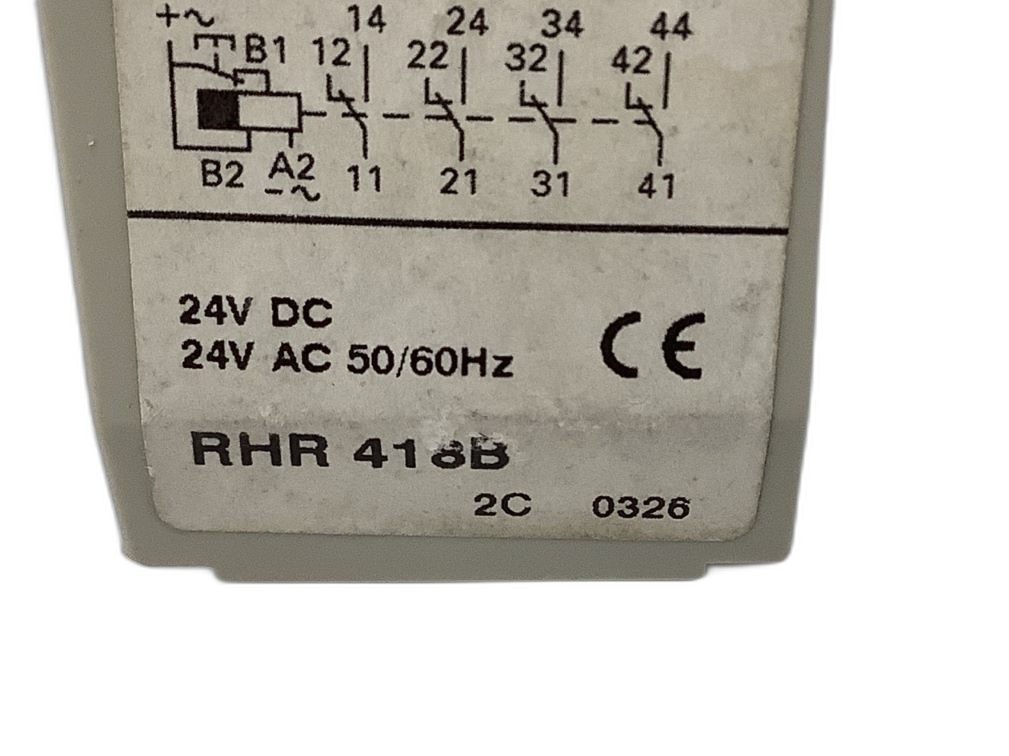 +~ 14 24 34 44
B1 12 22 32 42
B2 A2 11 21 31 41
-~
24V DC
24V AC 50/60Hz CE
RHR 418B
2C 0326